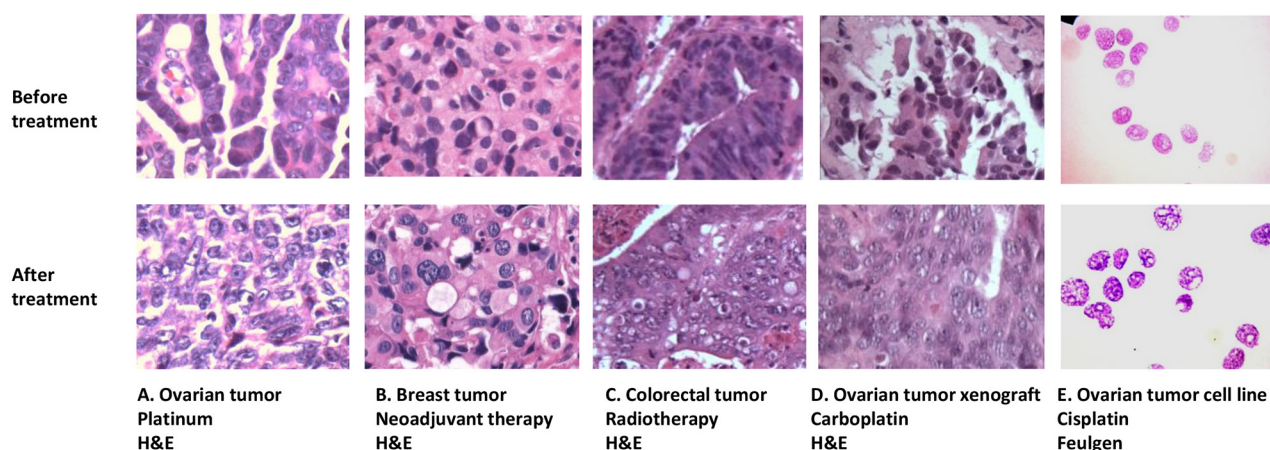 Before
treatment
After
treatment
A. Ovarian tumor
Platinum
H&E
B. Breast tumor
Neoadjuvant therapy
H&E
C. Colorectal tumor
Radiotherapy
H&E
D. Ovarian tumor xenograft
Carboplatin
H&E
E. Ovarian tumor cell line
Cisplatin
Feulgen